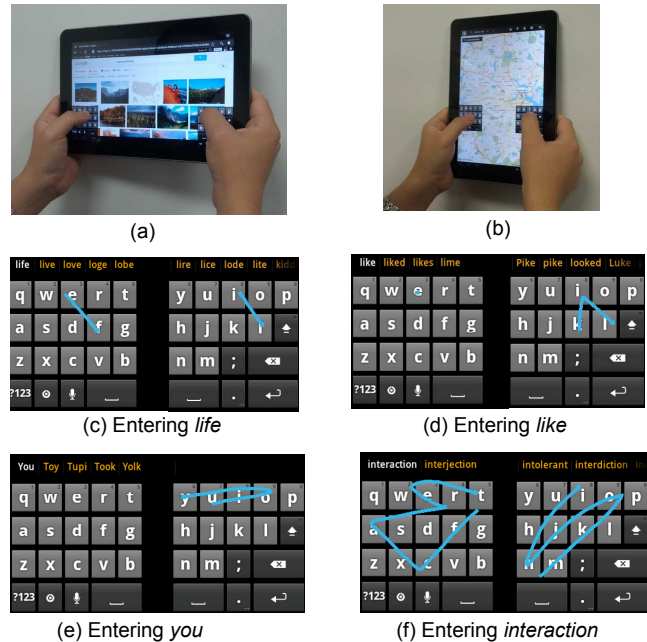 (a)
(b)
life live love loge lobe lire lice lode lite kidd
q w e r t y u i o p
a s d f g h j k l
z x c v b n m ;
?123 .
(c) Entering life
like liked likes lime Pike pike looked Luke
q w e r t y u i o p
a s d f g h j k l
z x c v b n m ;
?123 .
(d) Entering like
You Toy Tupi Took Yolk
q w e r t y u i o p
a s d f g h j k l
z x c v b n m ;
?123 .
(e) Entering you
interaction interjection intolerant interdiction
q w e r t y u i o p
a s d f g h j k l
z x c v b n m ;
?123 .
(f) Entering interaction